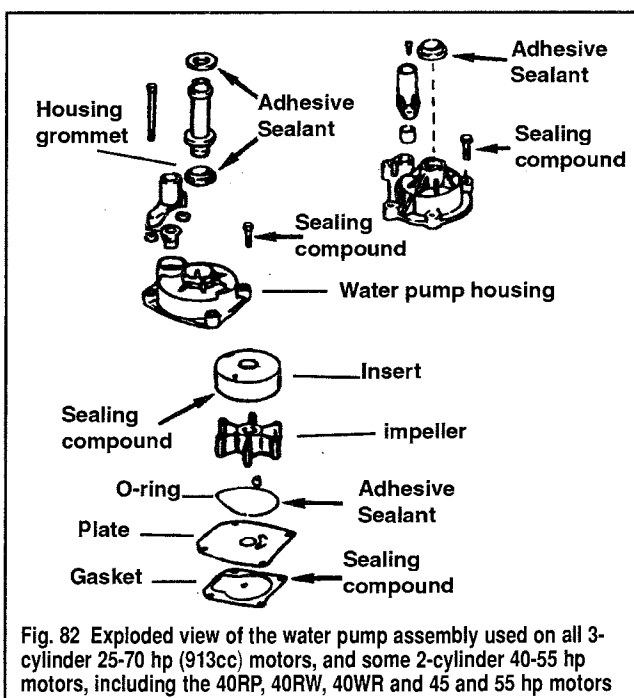 Adhesive
Sealant
Housing
grommet
Adhesive
Sealant
Sealing
compound
Sealing
compound
Water pump housing
Insert
Sealing
compound
impeller
O-ring
Adhesive
Sealant
Plate
Gasket
Sealing
compound
Fig. 82 Exploded view of the water pump assembly used on all 3-
cylinder 25-70 hp (913cc) motors, and some 2-cylinder 40-55 hp
motors, including the 40RP, 40RW, 40WR and 45 and 55 hp motors